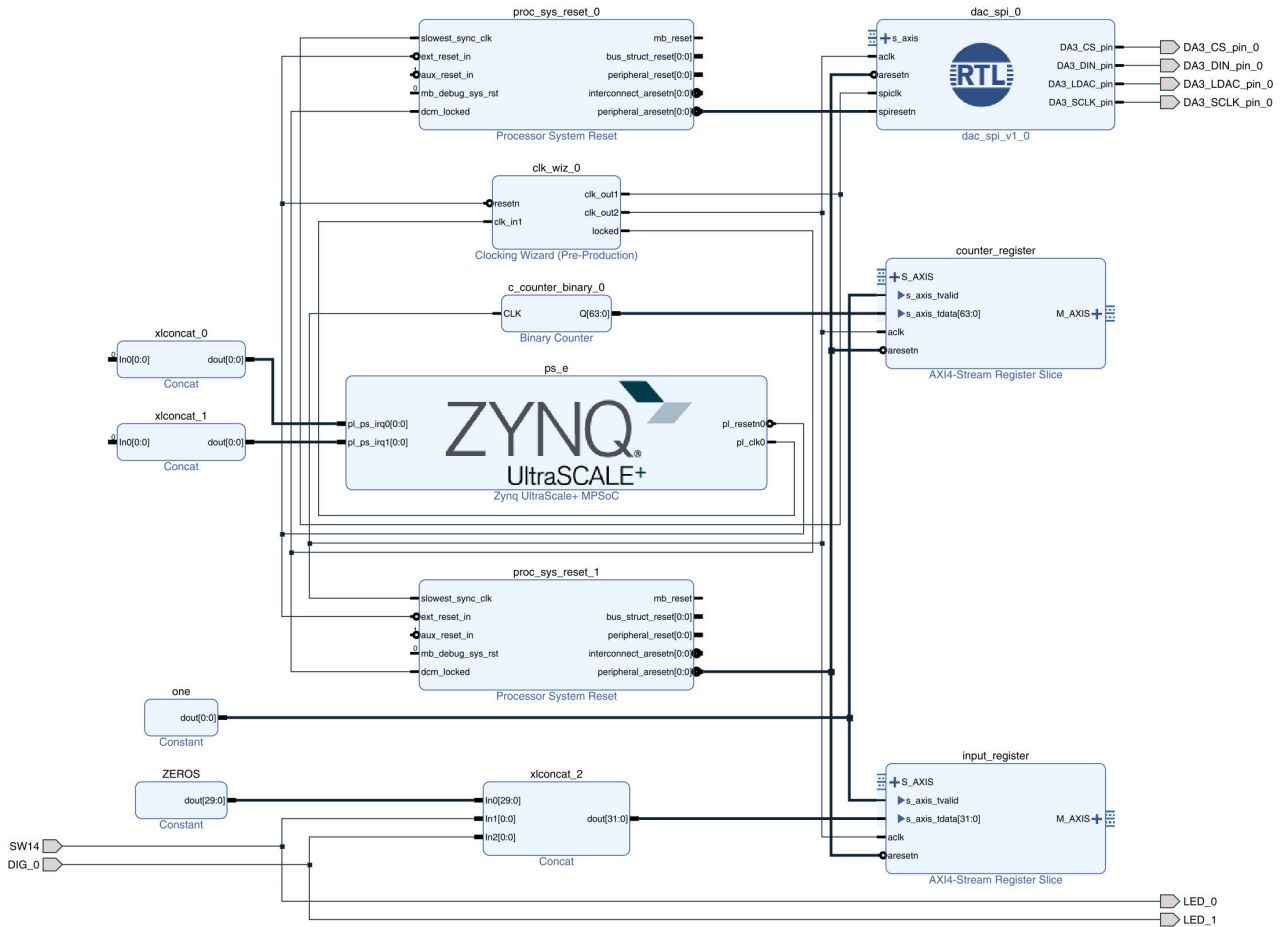 proc_sys_reset_0
slowest_sync_clk
ext_reset_in
1
aux_reset_in
0
mb_debug_sys_rst
dcm_locked
mb_reset
bus_struct_reset[0:0]
peripheral_reset[0:0]
interconnect_aresetn[0:0]
peripheral_aresetn[0:0]
Processor System Reset
dac_spi_0
s_axis
aclk
aresetn
spiclk
spiresetn
RTL
DA3_CS_pin
DA3_DIN_pin
DA3_LDAC_pin
DA3_SCLK_pin
dac_spi_v1_0
DA3_CS_pin_0
DA3_DIN_pin_0
DA3_LDAC_pin_0
DA3_SCLK_pin_0
clk_wiz_0
resetn
clk_in1
clk_out1
clk_out2
locked
Clocking Wizard (Pre-Production)
counter_register
S_AXIS
s_axis_tvalid
s_axis_tdata[63:0]
aclk
aresetn
M_AXIS
AXI4-Stream Register Slice
c_counter_binary_0
CLK
Q[63:0]
Binary Counter
xlconcat_0
0
In0[0:0]
dout[0:0]
Concat
xlconcat_1
0
In0[0:0]
dout[0:0]
Concat
ps_e
pl_ps_irq0[0:0]
pl_ps_irq1[0:0]
ZYNQ®
UltraSCALE+
pl_resetn0
pl_clk0
Zynq UltraScale+ MPSoC
proc_sys_reset_1
slowest_sync_clk
ext_reset_in
1
aux_reset_in
0
mb_debug_sys_rst
dcm_locked
mb_reset
bus_struct_reset[0:0]
peripheral_reset[0:0]
interconnect_aresetn[0:0]
peripheral_aresetn[0:0]
Processor System Reset
one
dout[0:0]
Constant
ZEROS
dout[29:0]
Constant
xlconcat_2
In0[29:0]
In1[0:0]
In2[0:0]
dout[31:0]
Concat
input_register
S_AXIS
s_axis_tvalid
s_axis_tdata[31:0]
aclk
aresetn
M_AXIS
AXI4-Stream Register Slice
SW14
DIG_0
LED_0
LED_1